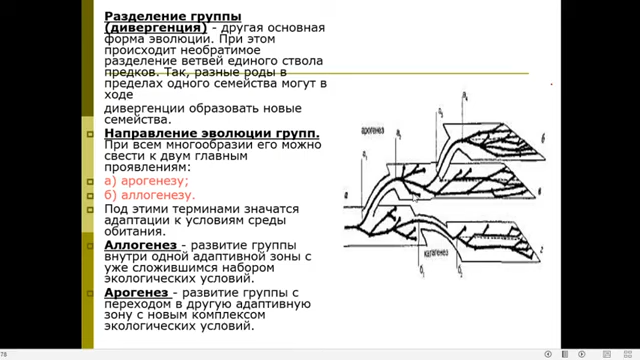 Разделение группы
(дивергенция) - другая основная
форма эволюции. При этом
происходит необратимое
разделение ветвей единого ствола
предков. Так, разные роды в
пределах одного семейства могут в
ходе
дивергенции образовать новые
семейства.
Направление эволюции групп.
При всем многообразии его можно
свести к двум главным
проявлениям:
а) арогенезу;
б) аллогенезу.
Под этими терминами значатся
адаптации к условиям среды
обитания.
Аллогенез - развитие группы
внутри одной адаптивной зоны с
уже сложившимся набором
экологических условий.
Арогенез - развитие группы с
переходом в другую адаптивную
зону с новым комплексом
экологических условий.
арогенез
а
б
в
г
катагенез
78